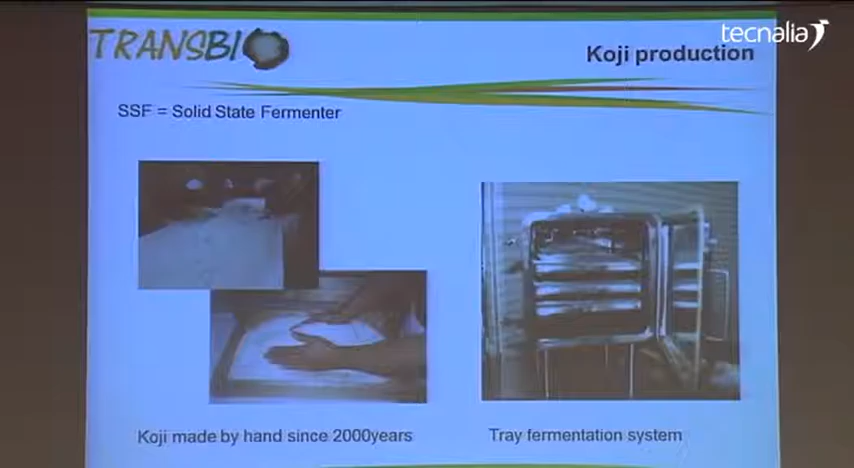 TRANSBIO
tecnalia
Koji production
SSF = Solid State Fermenter
Koji made by hand since 2000years
Tray fermentation system